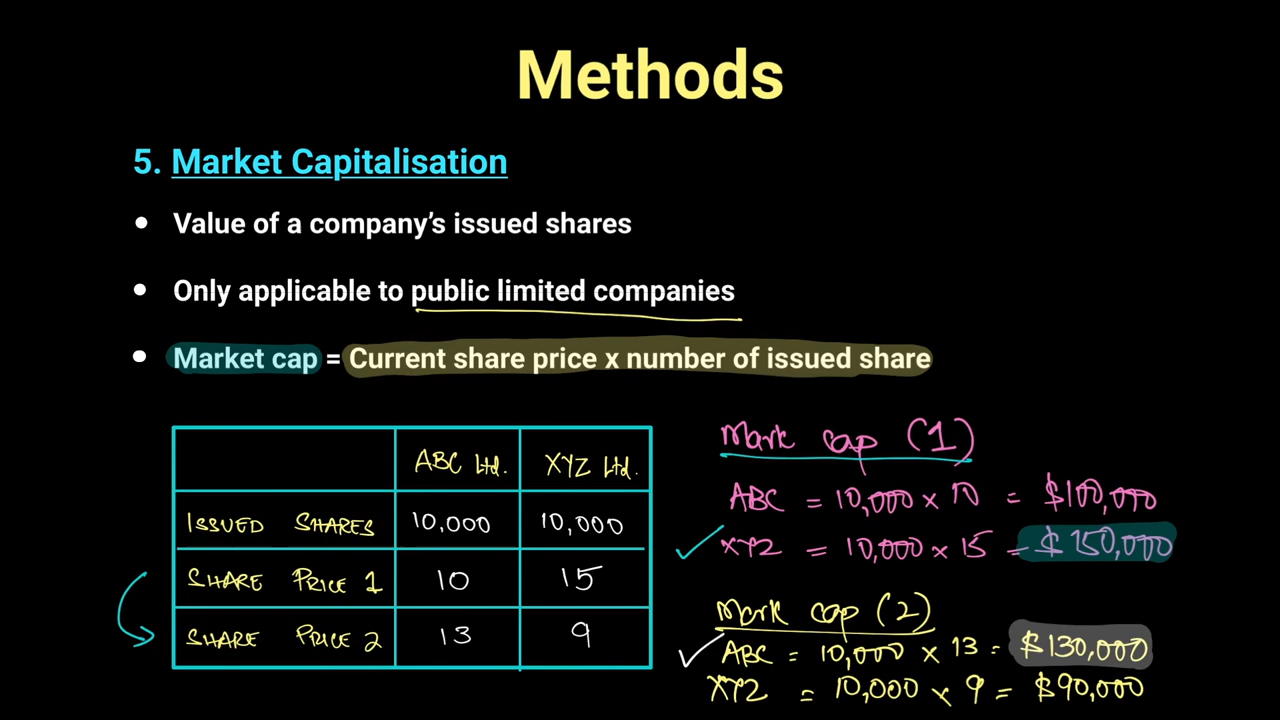 Methods
5. Market Capitalisation
• Value of a company's issued shares
• Only applicable to public limited companies
• Market cap = Current share price x number of issued share
ABC Ltd. XYZ Ltd.
ISSUED SHARES 10,000 10,000
SHARE PRICE 1 10 15
SHARE PRICE 2 13 9
Mark cap (1)
ABC = 10,000 x 10 = $100,000
XYZ = 10,000 x 15 = $150,000
Mark cap (2)
ABC = 10,000 x 13 = $130,000
XYZ = 10,000 x 9 = $90,000